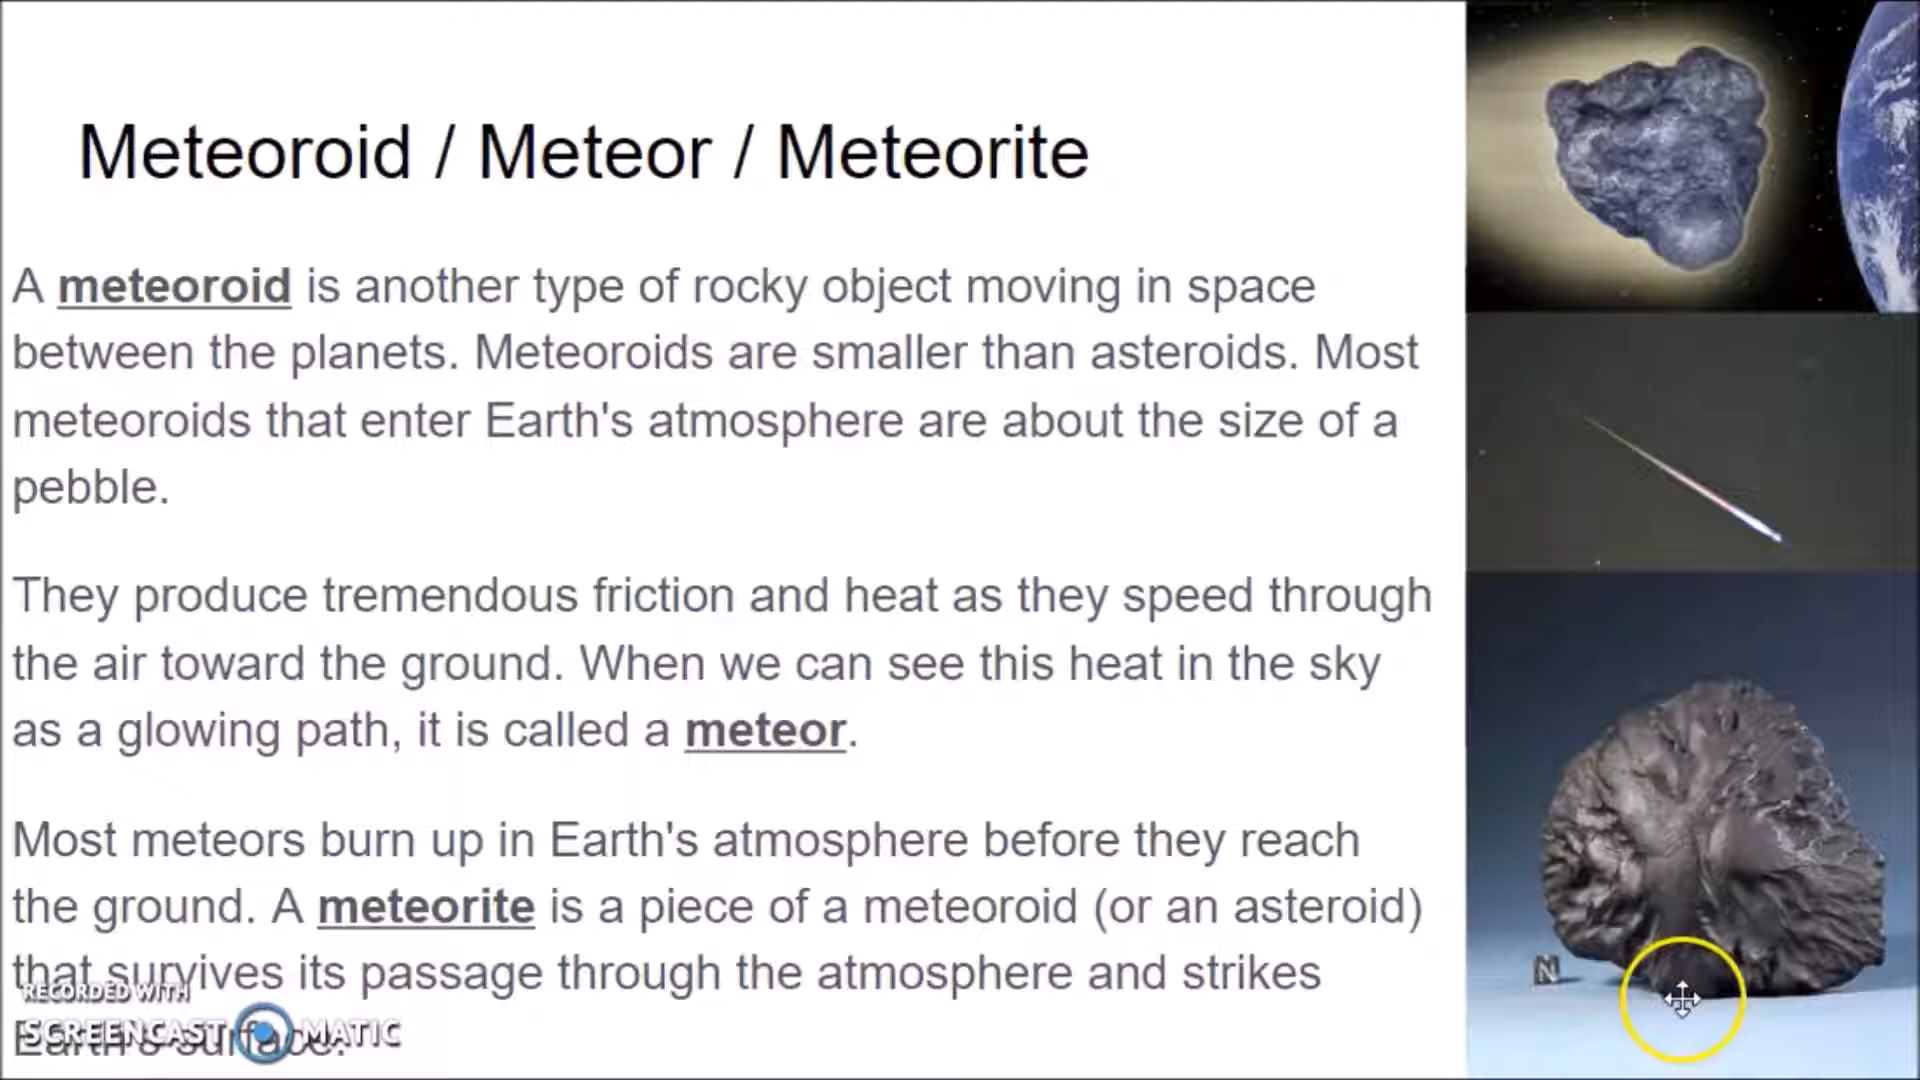 Meteoroid / Meteor / Meteorite
A meteoroid is another type of rocky object moving in space
between the planets. Meteoroids are smaller than asteroids. Most
meteoroids that enter Earth's atmosphere are about the size of a
pebble.
They produce tremendous friction and heat as they speed through
the air toward the ground. When we can see this heat in the sky
as a glowing path, it is called a meteor.
Most meteors burn up in Earth's atmosphere before they reach
the ground. A meteorite is a piece of a meteoroid (or an asteroid)
that survives its passage through the atmosphere and strikes
Earth's surface.
RECORDED WITH
SCREENCAST MATIC
N